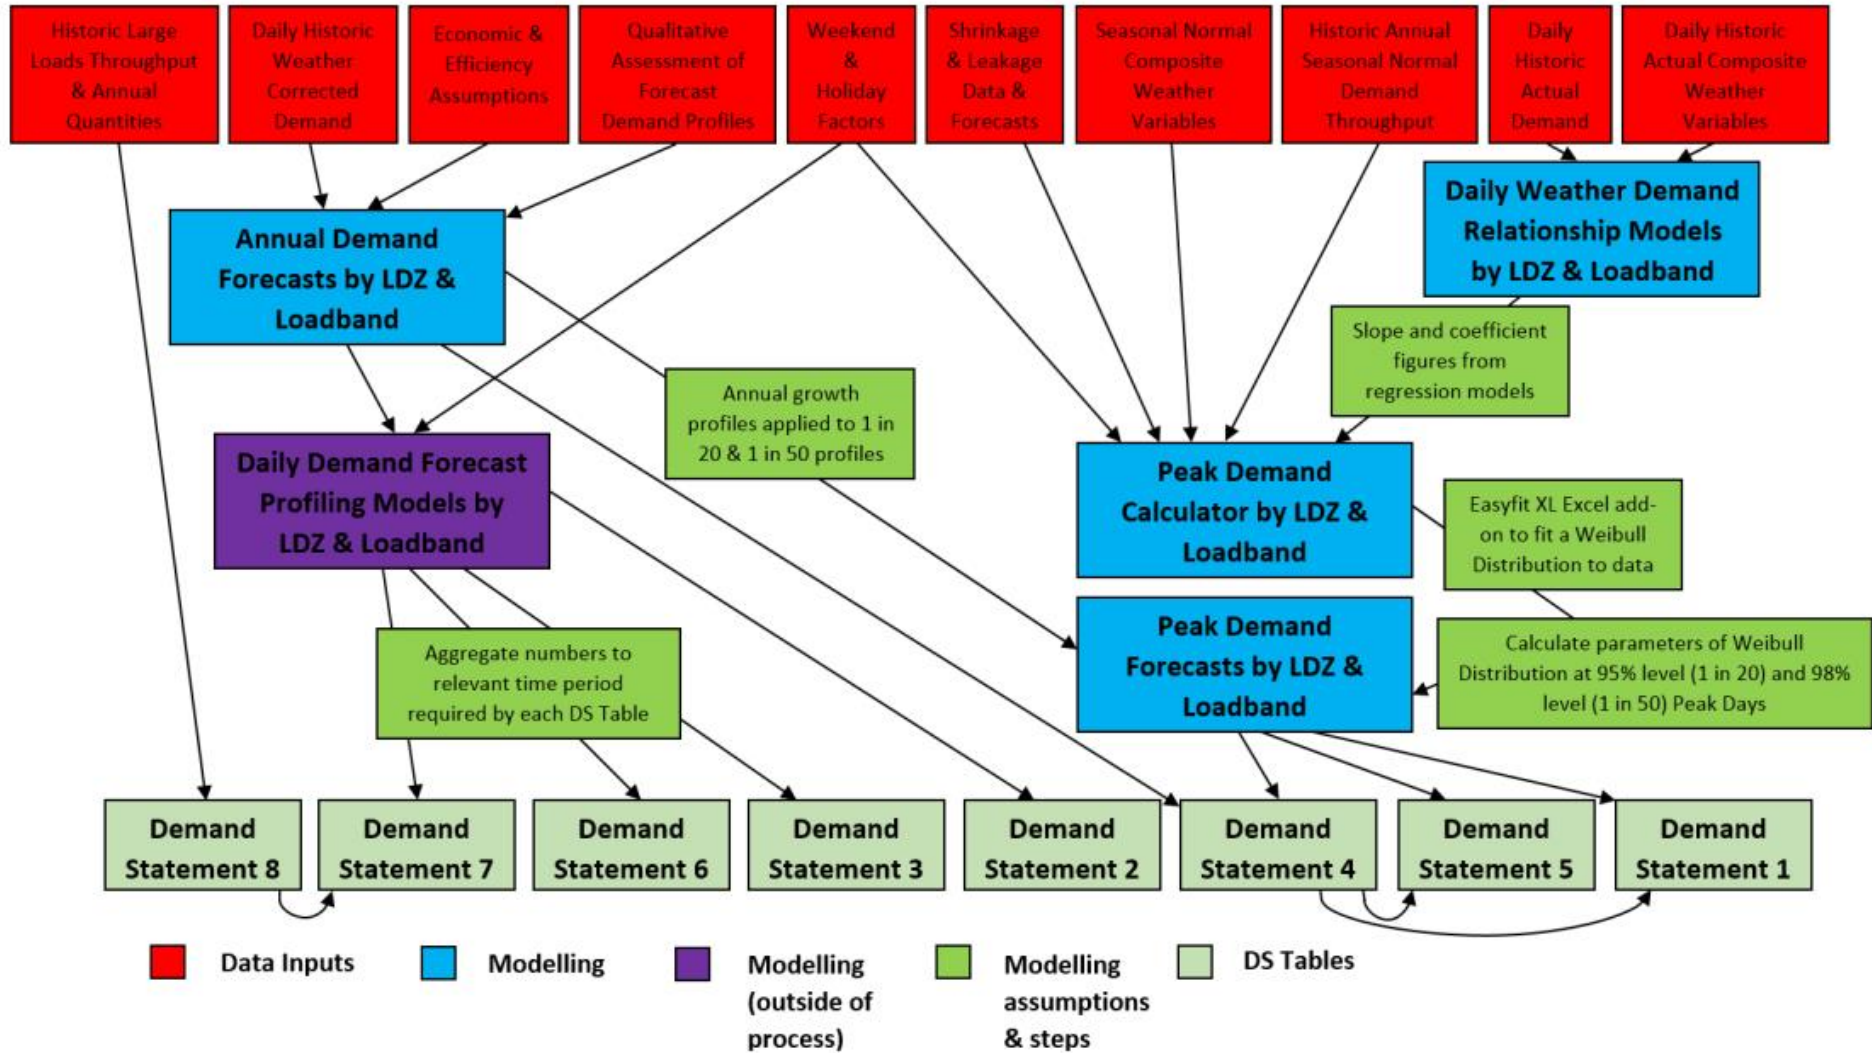 Historic Large
Loads Throughput
& Annual
Quantities
Daily Historic
Weather
Corrected
Demand
Economic &
Efficiency
Assumptions
Qualitative
Assessment of
Forecast
Demand Profiles
Weekend
&
Holiday
Factors
Shrinkage
& Leakage
Data &
Forecasts
Seasonal Normal
Composite
Weather
Variables
Historic Annual
Seasonal Normal
Demand
Throughput
Daily
Historic
Actual
Demand
Daily Historic
Actual Composite
Weather
Variables
Annual Demand
Forecasts by LDZ &
Loadband
Daily Weather Demand
Relationship Models
by LDZ & Loadband
Slope and coefficient
figures from
regression models
Annual growth
profiles applied to 1 in
20 & 1 in 50 profiles
Daily Demand Forecast
Profiling Models by
LDZ & Loadband
Peak Demand
Calculator by LDZ &
Loadband
Easyfit XL Excel add-
on to fit a Weibull
Distribution to data
Peak Demand
Forecasts by LDZ &
Loadband
Calculate parameters of Weibull
Distribution at 95% level (1 in 20) and 98%
level (1 in 50) Peak Days
Aggregate numbers to
relevant time period
required by each DS Table
Demand
Statement 8
Demand
Statement 7
Demand
Statement 6
Demand
Statement 3
Demand
Statement 2
Demand
Statement 4
Demand
Statement 5
Demand
Statement 1
Data Inputs
Modelling
Modelling
(outside of
process)
Modelling
assumptions
& steps
DS Tables